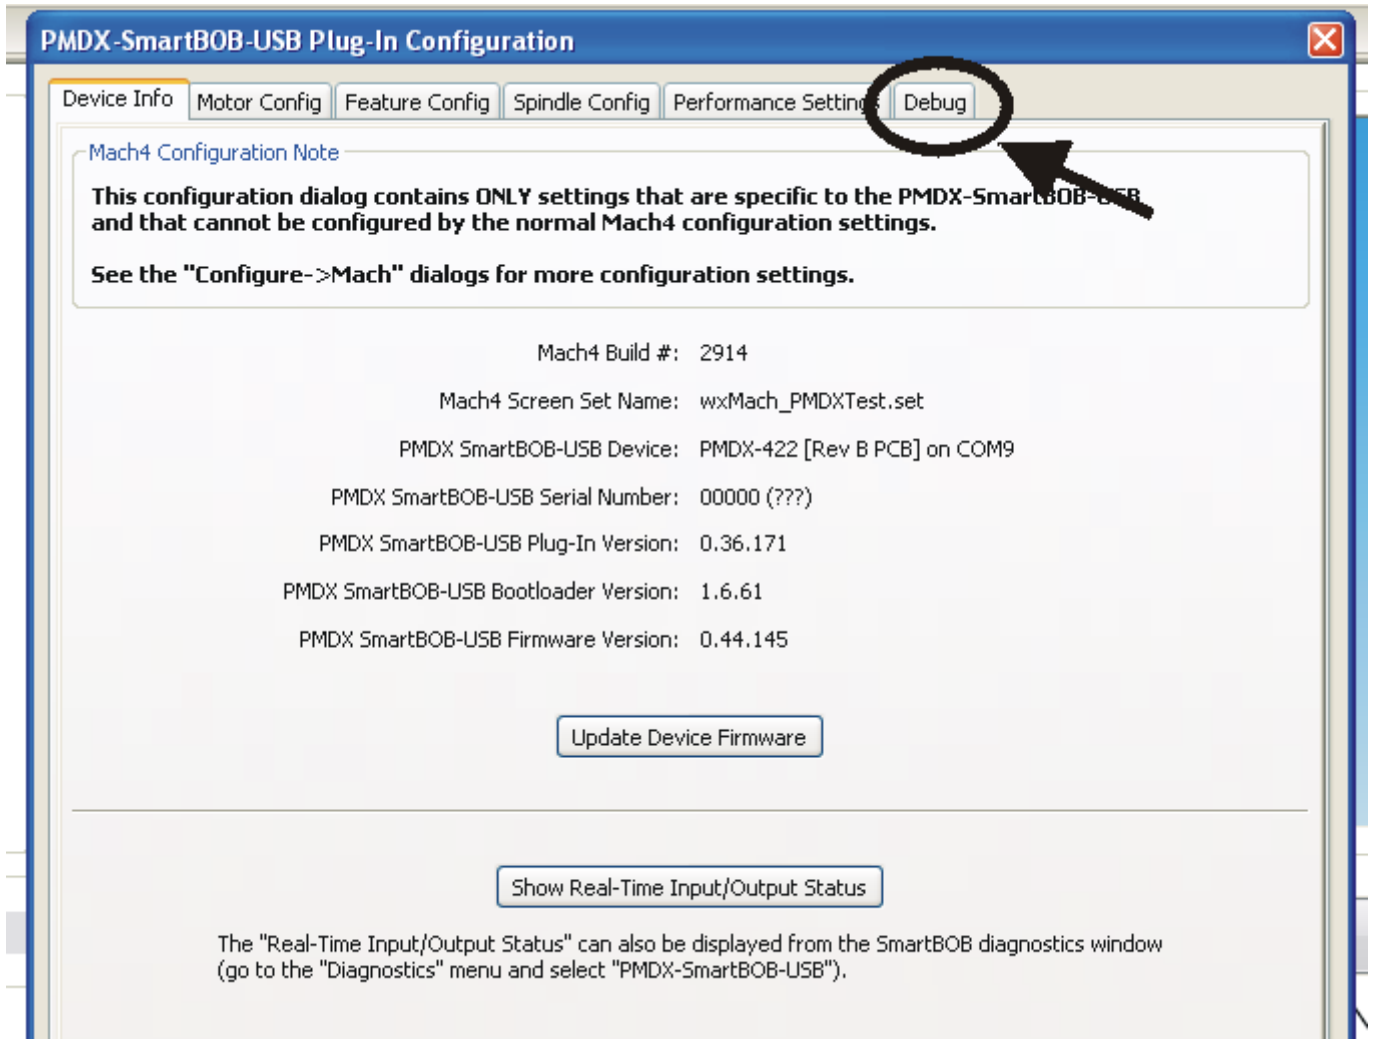 PMDX-SmartBOB-USB Plug-In Configuration
Device Info Motor Config Feature Config Spindle Config Performance Settings Debug
Mach4 Configuration Note
This configuration dialog contains ONLY settings that are specific to the PMDX-SmartBOB-USB
and that cannot be configured by the normal Mach4 configuration settings.
See the "Configure->Mach" dialogs for more configuration settings.
Mach4 Build #: 2914
Mach4 Screen Set Name: wxMach_PMDXTest.set
PMDX SmartBOB-USB Device: PMDX-422 [Rev B PCB] on COM9
PMDX SmartBOB-USB Serial Number: 00000 (???)
PMDX SmartBOB-USB Plug-In Version: 0.36.171
PMDX SmartBOB-USB Bootloader Version: 1.6.61
PMDX SmartBOB-USB Firmware Version: 0.44.145
Update Device Firmware
Show Real-Time Input/Output Status
The "Real-Time Input/Output Status" can also be displayed from the SmartBOB diagnostics window
(go to the "Diagnostics" menu and select "PMDX-SmartBOB-USB").